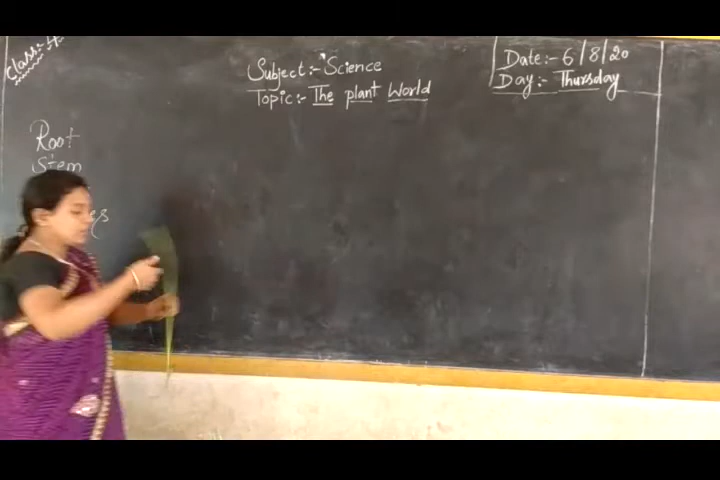 Class:- 4
Subject:- Science
Topic:- The plant World
Date:- 6/8/20
Day:- Thursday
Root
Stem